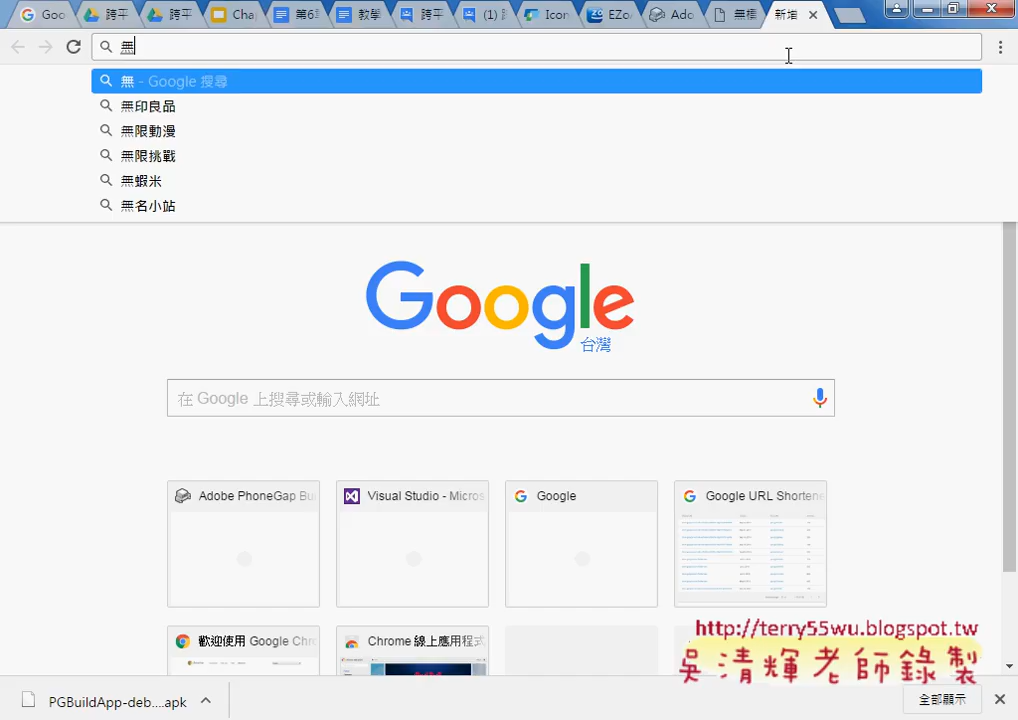 Goo
跨平
跨平
Cha
第6
教學
跨平
(1)
Icon
EZo
Ado
無標
新增
無
無 - Google 搜尋
無印良品
無限動漫
無限挑戰
無蝦米
無名小站
Google
台灣
在 Google 上搜尋或輸入網址
Adobe PhoneGap Bu
Visual Studio - Micros
Google
Google URL Shortene
歡迎使用 Google Chr
Chrome 線上應用程式
http://terry55wu.blogspot.tw
吳清輝老師錄製
PGBuildApp-deb....apk
全部顯示